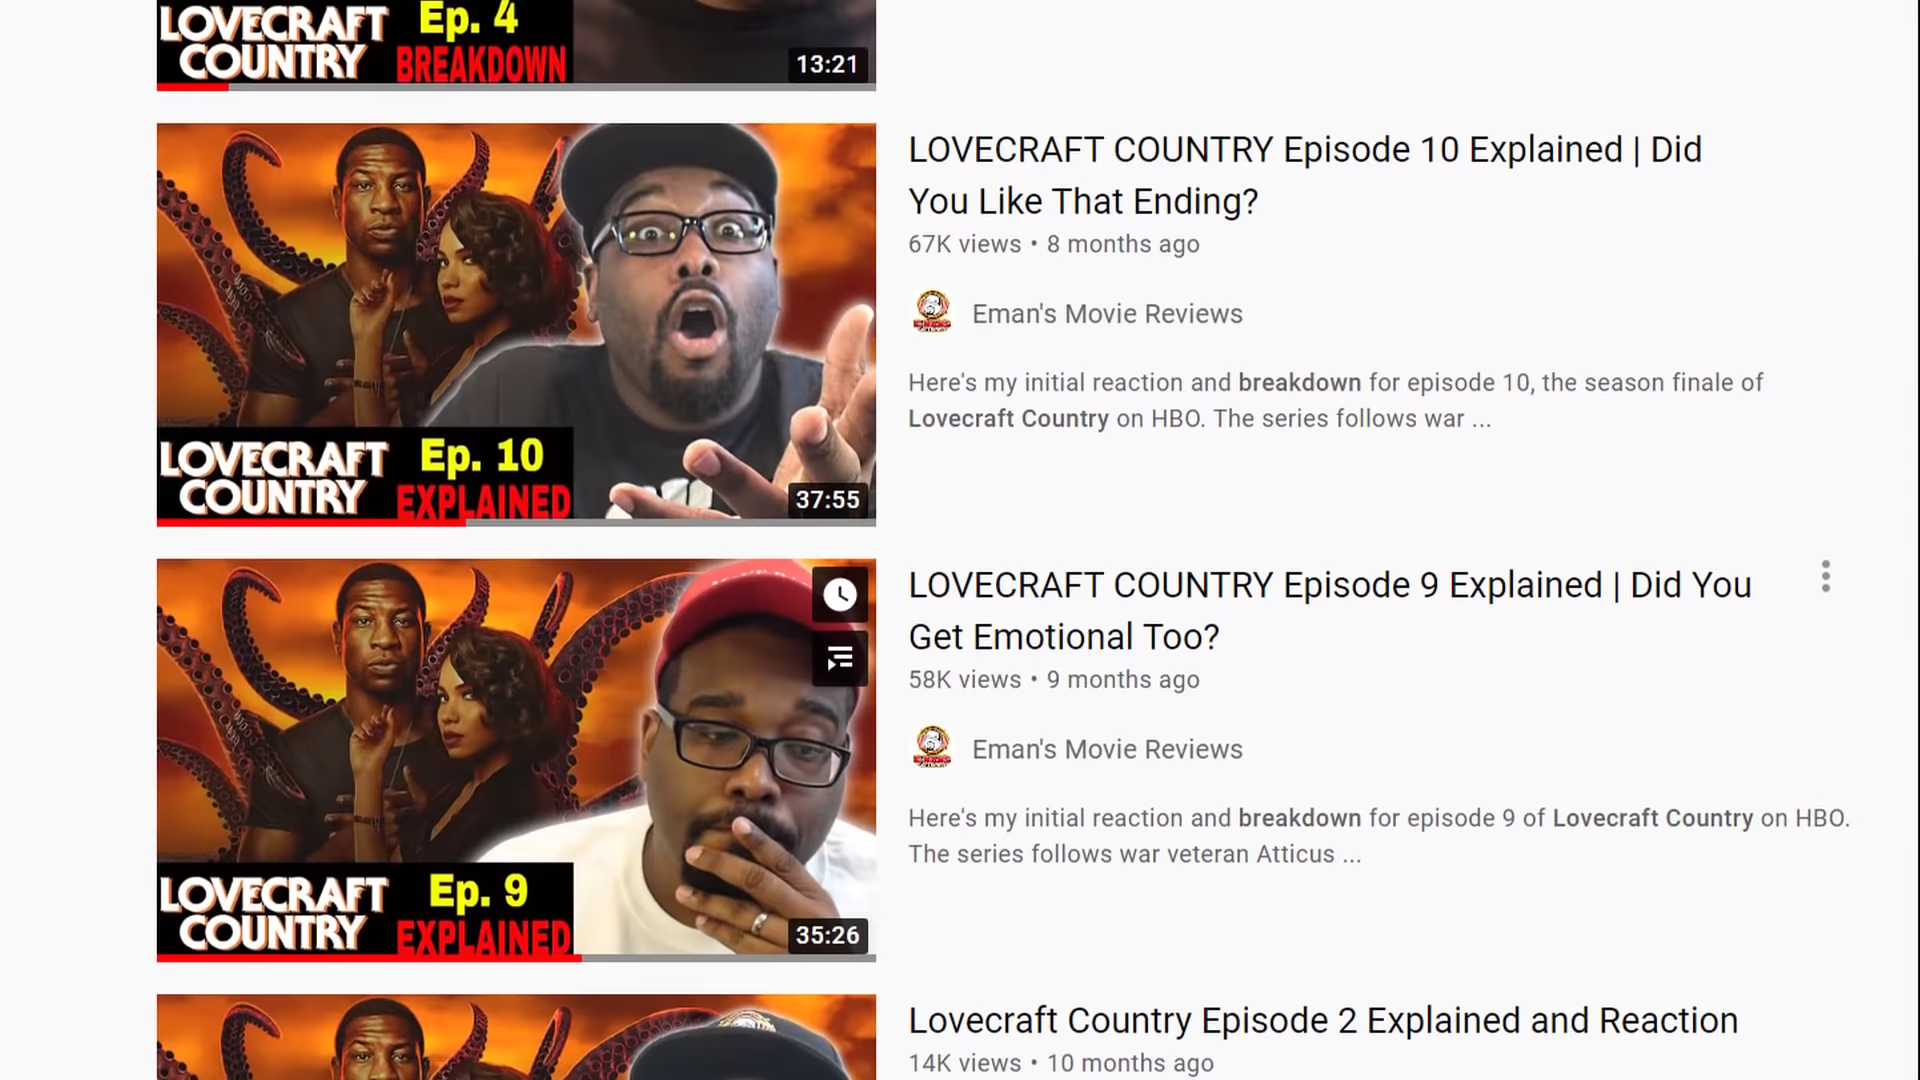 LOVECRAFT
COUNTRY
Ep. 4
BREAKDOWN
13:21
LOVECRAFT
COUNTRY
Ep. 10
EXPLAINED
37:55
LOVECRAFT COUNTRY Episode 10 Explained | Did
You Like That Ending?
67K views • 8 months ago
Eman's Movie Reviews
Here's my initial reaction and breakdown for episode 10, the season finale of
Lovecraft Country on HBO. The series follows war ...
LOVECRAFT
COUNTRY
Ep. 9
EXPLAINED
35:26
LOVECRAFT COUNTRY Episode 9 Explained | Did You
Get Emotional Too?
58K views • 9 months ago
Eman's Movie Reviews
Here's my initial reaction and breakdown for episode 9 of Lovecraft Country on HBO.
The series follows war veteran Atticus ...
Lovecraft Country Episode 2 Explained and Reaction
14K views • 10 months ago